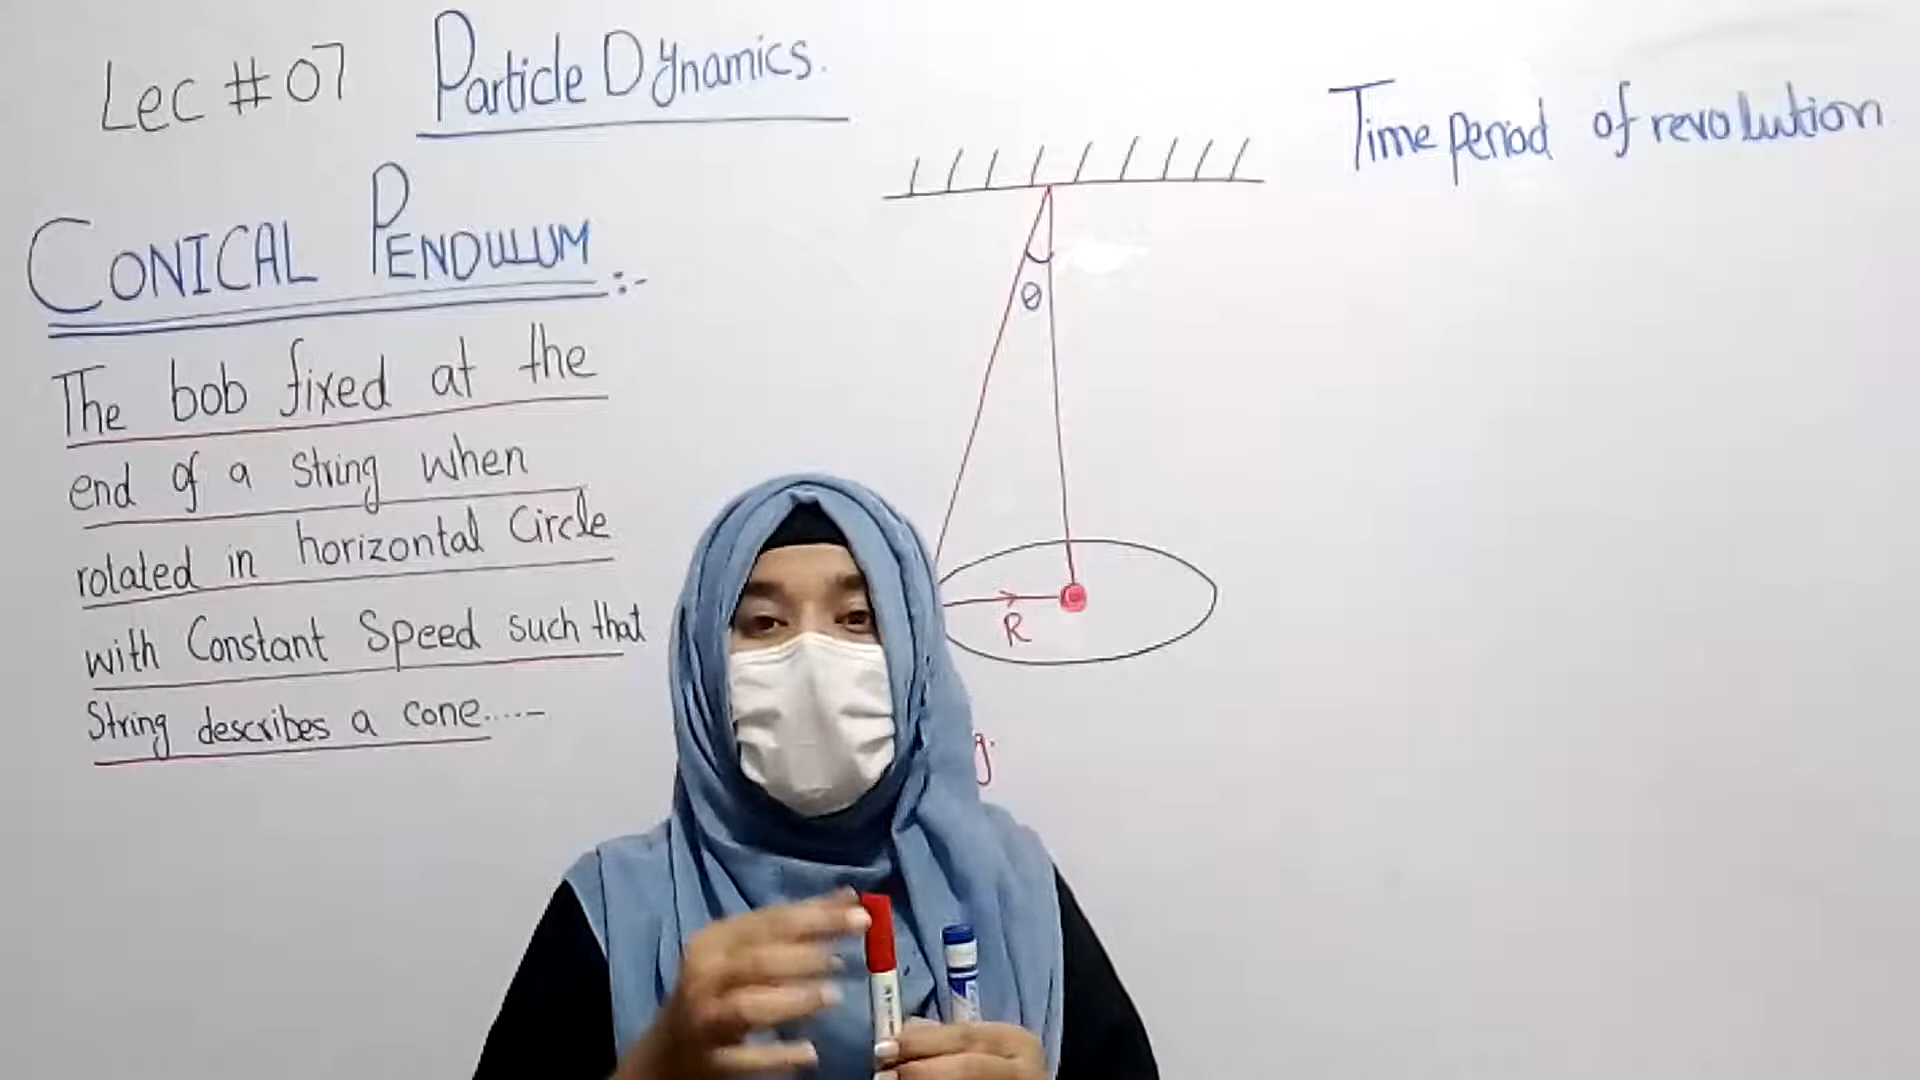 Lec # 07 Particle Dynamics.
Time period of revolution
CONICAL PENDULUM :-
The bob fixed at the
end of a string when
rotated in horizontal Circle
with Constant Speed such that
String describes a cone.....-
θ
R
g.